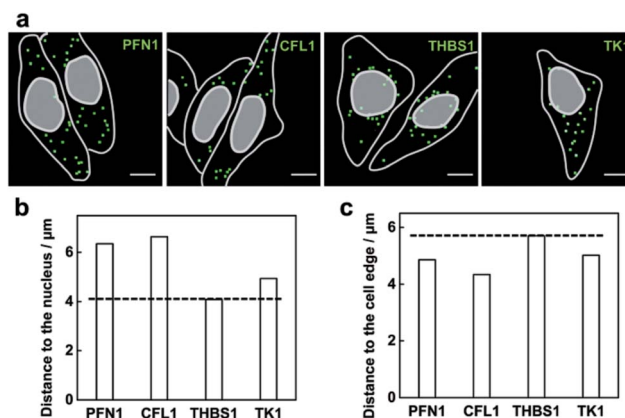 a
PFN1 CFL1 THBS1 TK1
b
Distance to the nucleus / μm
6
4
2
0
PFN1 CFL1 THBS1 TK1
c
Distance to the cell edge / μm
6
4
2
0
PFN1 CFL1 THBS1 TK1